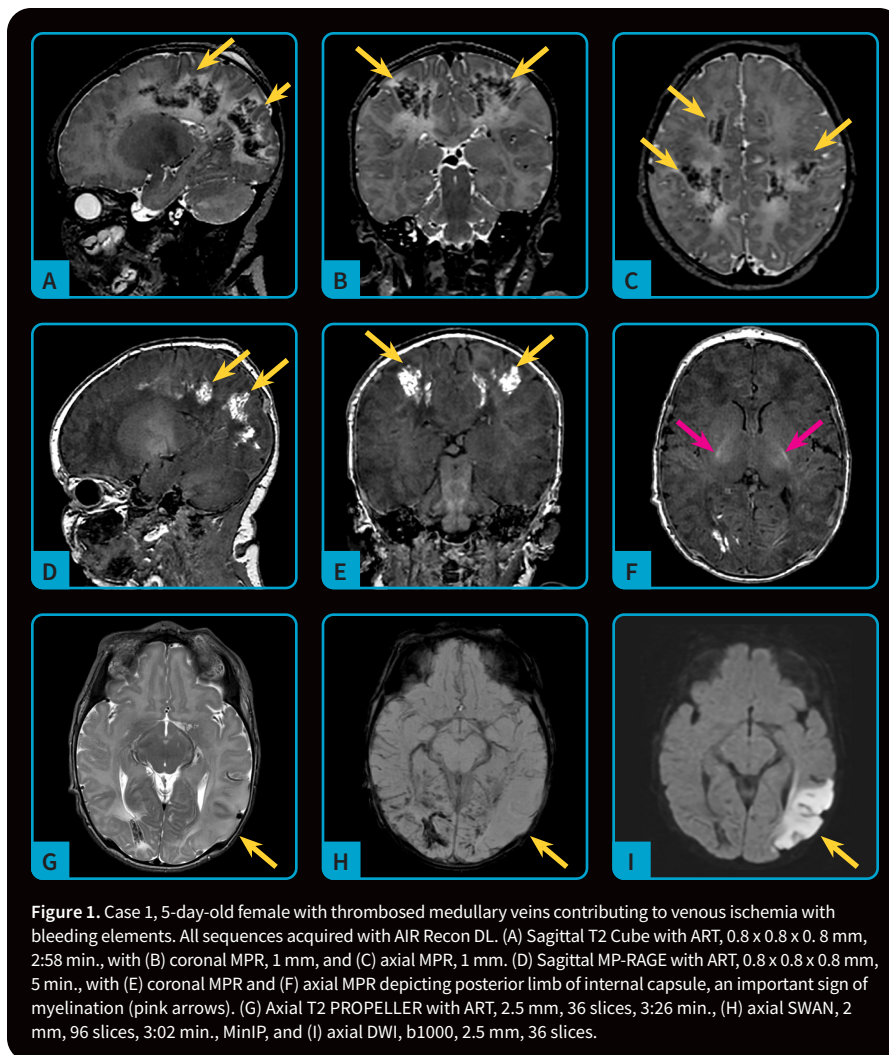 A
B
C
D
E
F
G
H
I
Figure 1. Case 1, 5-day-old female with thrombosed medullary veins contributing to venous ischemia with
bleeding elements. All sequences acquired with AIR Recon DL. (A) Sagittal T2 Cube with ART, 0.8 x 0.8 x 0. 8 mm,
2:58 min., with (B) coronal MPR, 1 mm, and (C) axial MPR, 1 mm. (D) Sagittal MP-RAGE with ART, 0.8 x 0.8 x 0.8 mm,
5 min., with (E) coronal MPR and (F) axial MPR depicting posterior limb of internal capsule, an important sign of
myelination (pink arrows). (G) Axial T2 PROPELLER with ART, 2.5 mm, 36 slices, 3:26 min., (H) axial SWAN, 2
mm, 96 slices, 3:02 min., MinIP, and (I) axial DWI, b1000, 2.5 mm, 36 slices.